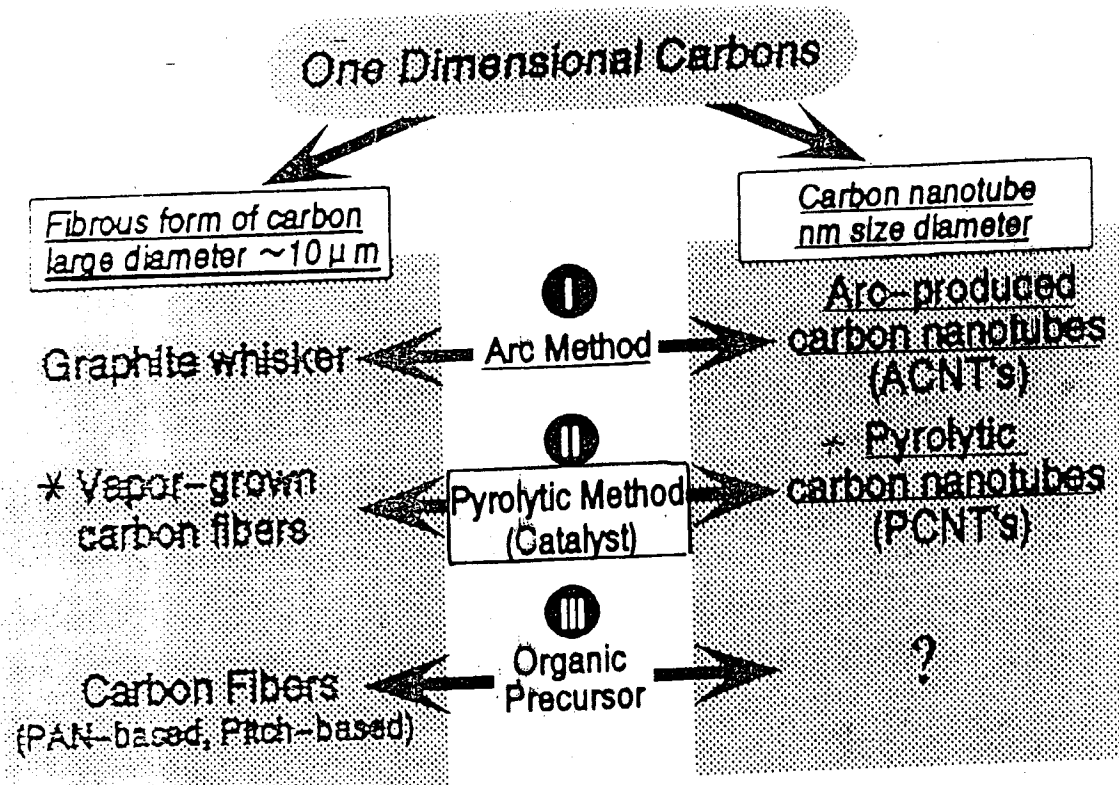 One Dimensional Carbons
Fibrous form of carbon
large diameter ~10 μm
Carbon nanotube
nm size diameter
I
Graphite whisker
Arc Method
Arc-produced
carbon nanotubes
(ACNT's)
II
* Vapor-grown
carbon fibers
Pyrolytic Method
(Catalyst)
* Pyrolytic
carbon nanotubes
(PCNT's)
III
Carbon Fibers
(PAN-based, Pitch-based)
Organic
Precursor
?